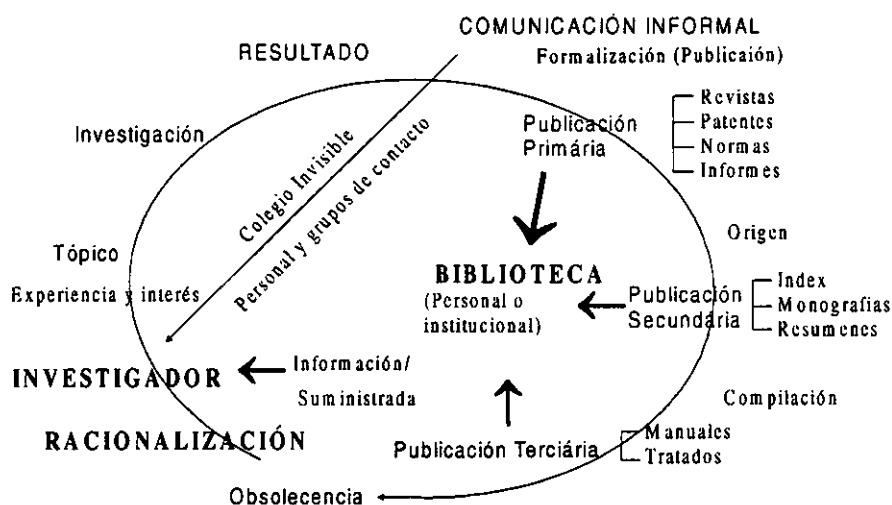 COMUNICACIÓN INFORMAL
RESULTADO
Formalización (Publicaión)
Revistas
Patentes
Normas
Informes
Publicación
Primária
Investigación
Colegio Invisible
Personal y grupos de contacto
Tópico
Experiencia y interés
Origen
BIBLIOTECA
(Personal o
institucional)
Publicación
Secundária
Index
Monografias
Resumenes
INVESTIGADOR
Información/
Suministrada
RACIONALIZACIÓN
Compilación
Publicación Terciária
Manuales
Tratados
Obsolecencia